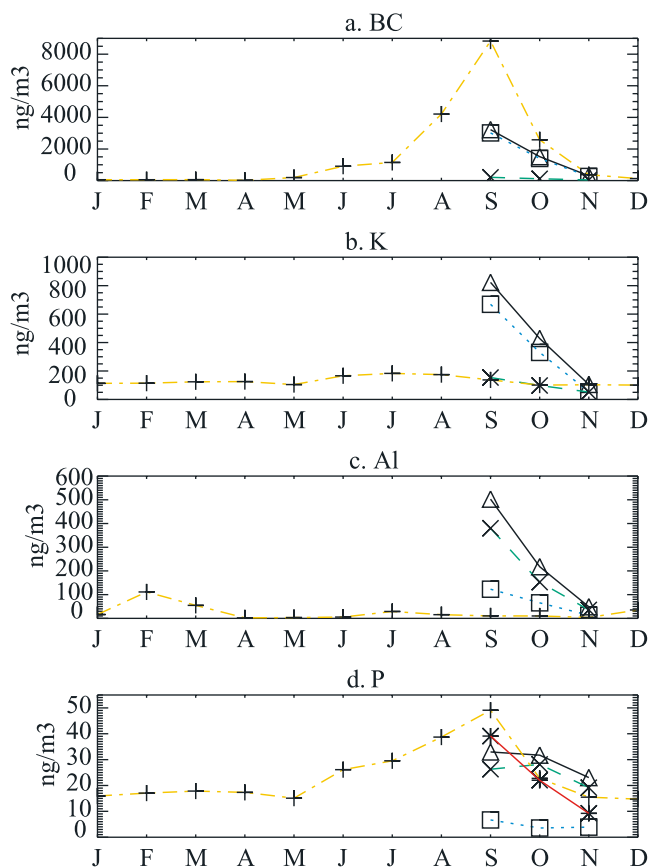 a. BC
8000
6000
4000
2000
0
ng/m3
J F M A M J J A S O N D
b. K
1000
800
600
400
200
0
ng/m3
J F M A M J J A S O N D
c. Al
600
500
400
300
200
100
0
ng/m3
J F M A M J J A S O N D
d. P
50
40
30
20
10
0
ng/m3
J F M A M J J A S O N D